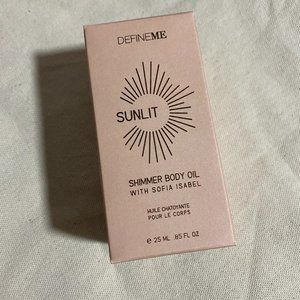 DEFINEME
SUNLIT
SHIMMER BODY OIL
WITH SOFIA ISABEL
HUILE CHATOYANTE
POUR LE CORPS
e 25 ML .85 FL OZ